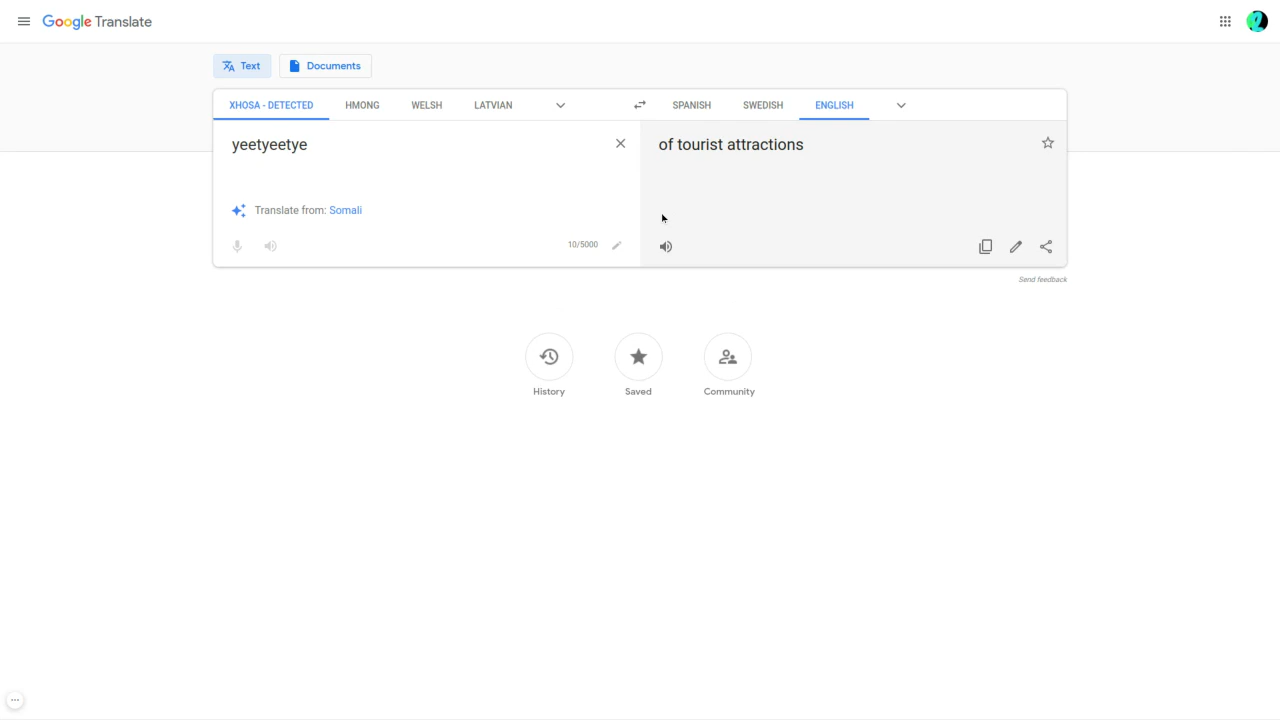 Google Translate
Text
Documents
XHOSA - DETECTED
HMONG
WELSH
LATVIAN
SPANISH
SWEDISH
ENGLISH
yeetyeetye
of tourist attractions
Translate from: Somali
10/5000
Send feedback
History
Saved
Community